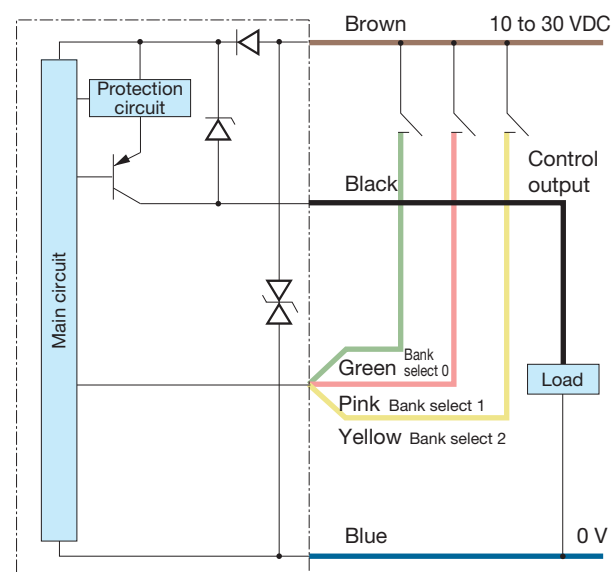 Brown
10 to 30 VDC
Protection
circuit
Control
output
Black
Main circuit
Green
Bank
select 0
Load
Pink Bank select 1
Yellow Bank select 2
Blue
0 V